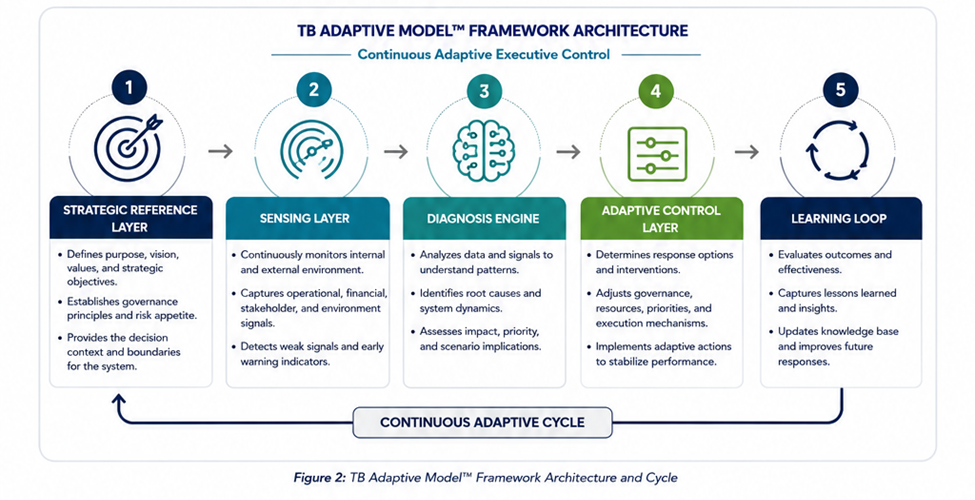 TB ADAPTIVE MODEL™ FRAMEWORK ARCHITECTURE
Continuous Adaptive Executive Control
1
2
3
4
5
STRATEGIC REFERENCE
LAYER
• Defines purpose, vision,
values, and strategic
objectives.
• Establishes governance
principles and risk appetite.
• Provides the decision
context and boundaries
for the system.
SENSING LAYER
• Continuously monitors internal
and external environment.
• Captures operational, financial,
stakeholder, and environment
signals.
• Detects weak signals and early
warning indicators.
DIAGNOSIS ENGINE
• Analyzes data and signals to
understand patterns.
• Identifies root causes and
system dynamics.
• Assesses impact, priority,
and scenario implications.
ADAPTIVE CONTROL
LAYER
• Determines response options
and interventions.
• Adjusts governance,
resources, priorities, and
execution mechanisms.
• Implements adaptive actions
to stabilize performance.
LEARNING LOOP
• Evaluates outcomes and
effectiveness.
• Captures lessons learned
and insights.
• Updates knowledge base
and improves future
responses.
CONTINUOUS ADAPTIVE CYCLE
Figure 2: TB Adaptive Model™ Framework Architecture and Cycle